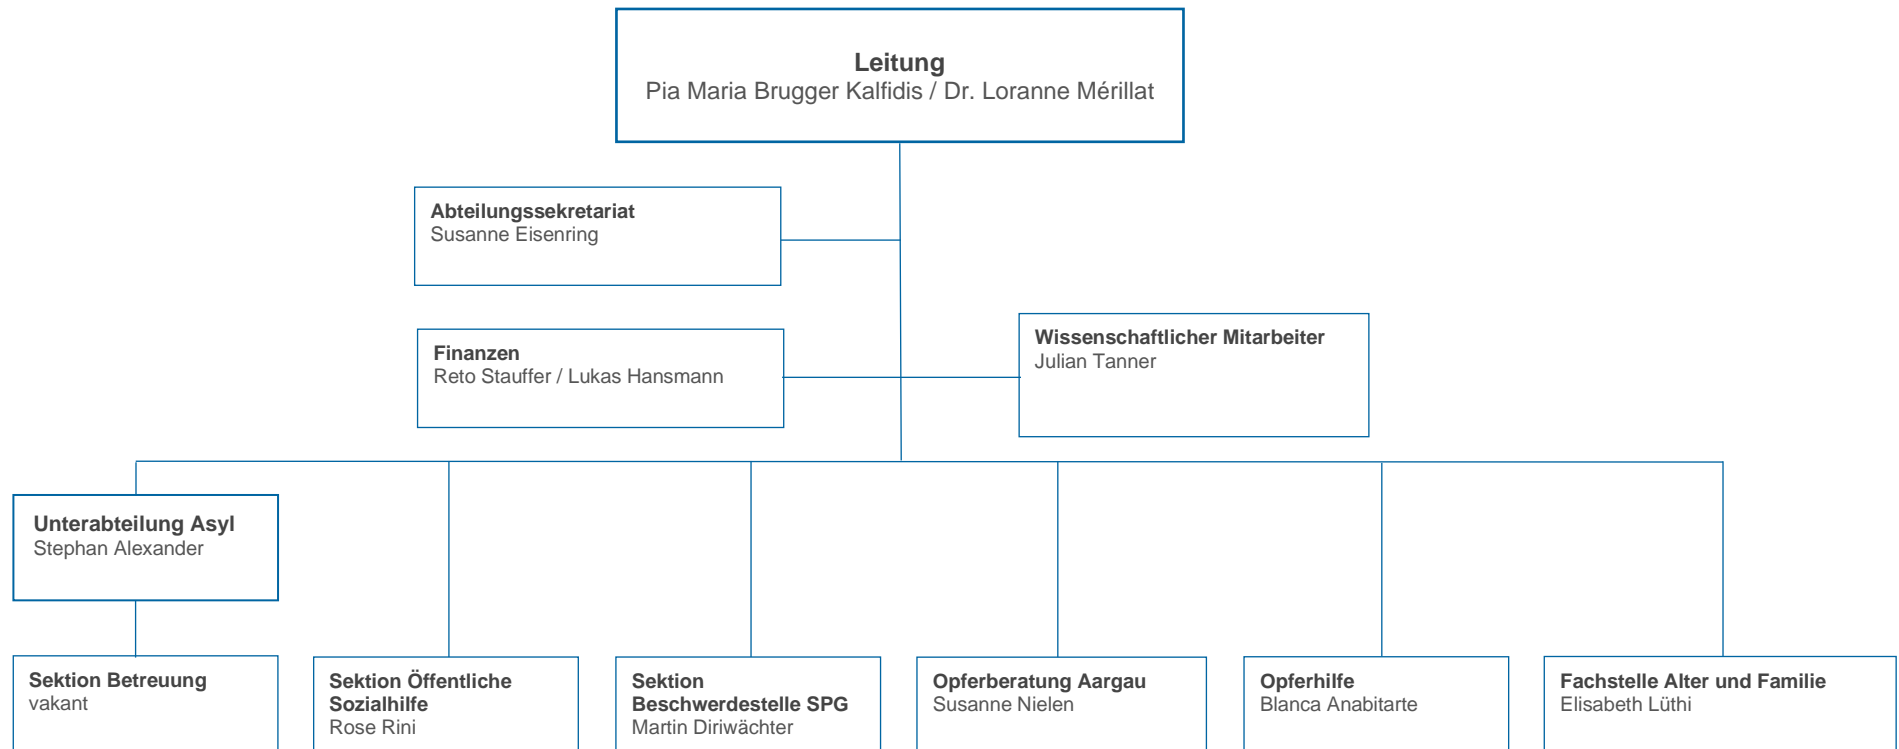 Leitung
Pia Maria Brugger Kalfidis / Dr. Loranne Mérillat
Abteilungssekretariat
Susanne Eisenring
Finanzen
Reto Stauffer / Lukas Hansmann
Wissenschaftlicher Mitarbeiter
Julian Tanner
Unterabteilung Asyl
Stephan Alexander
Sektion Betreuung
vakant
Sektion Öffentliche
Sozialhilfe
Rose Rini
Sektion
Beschwerdestelle SPG
Martin Diriwächter
Opferberatung Aargau
Susanne Nielen
Opferhilfe
Blanca Anabitarte
Fachstelle Alter und Familie
Elisabeth Lüthi